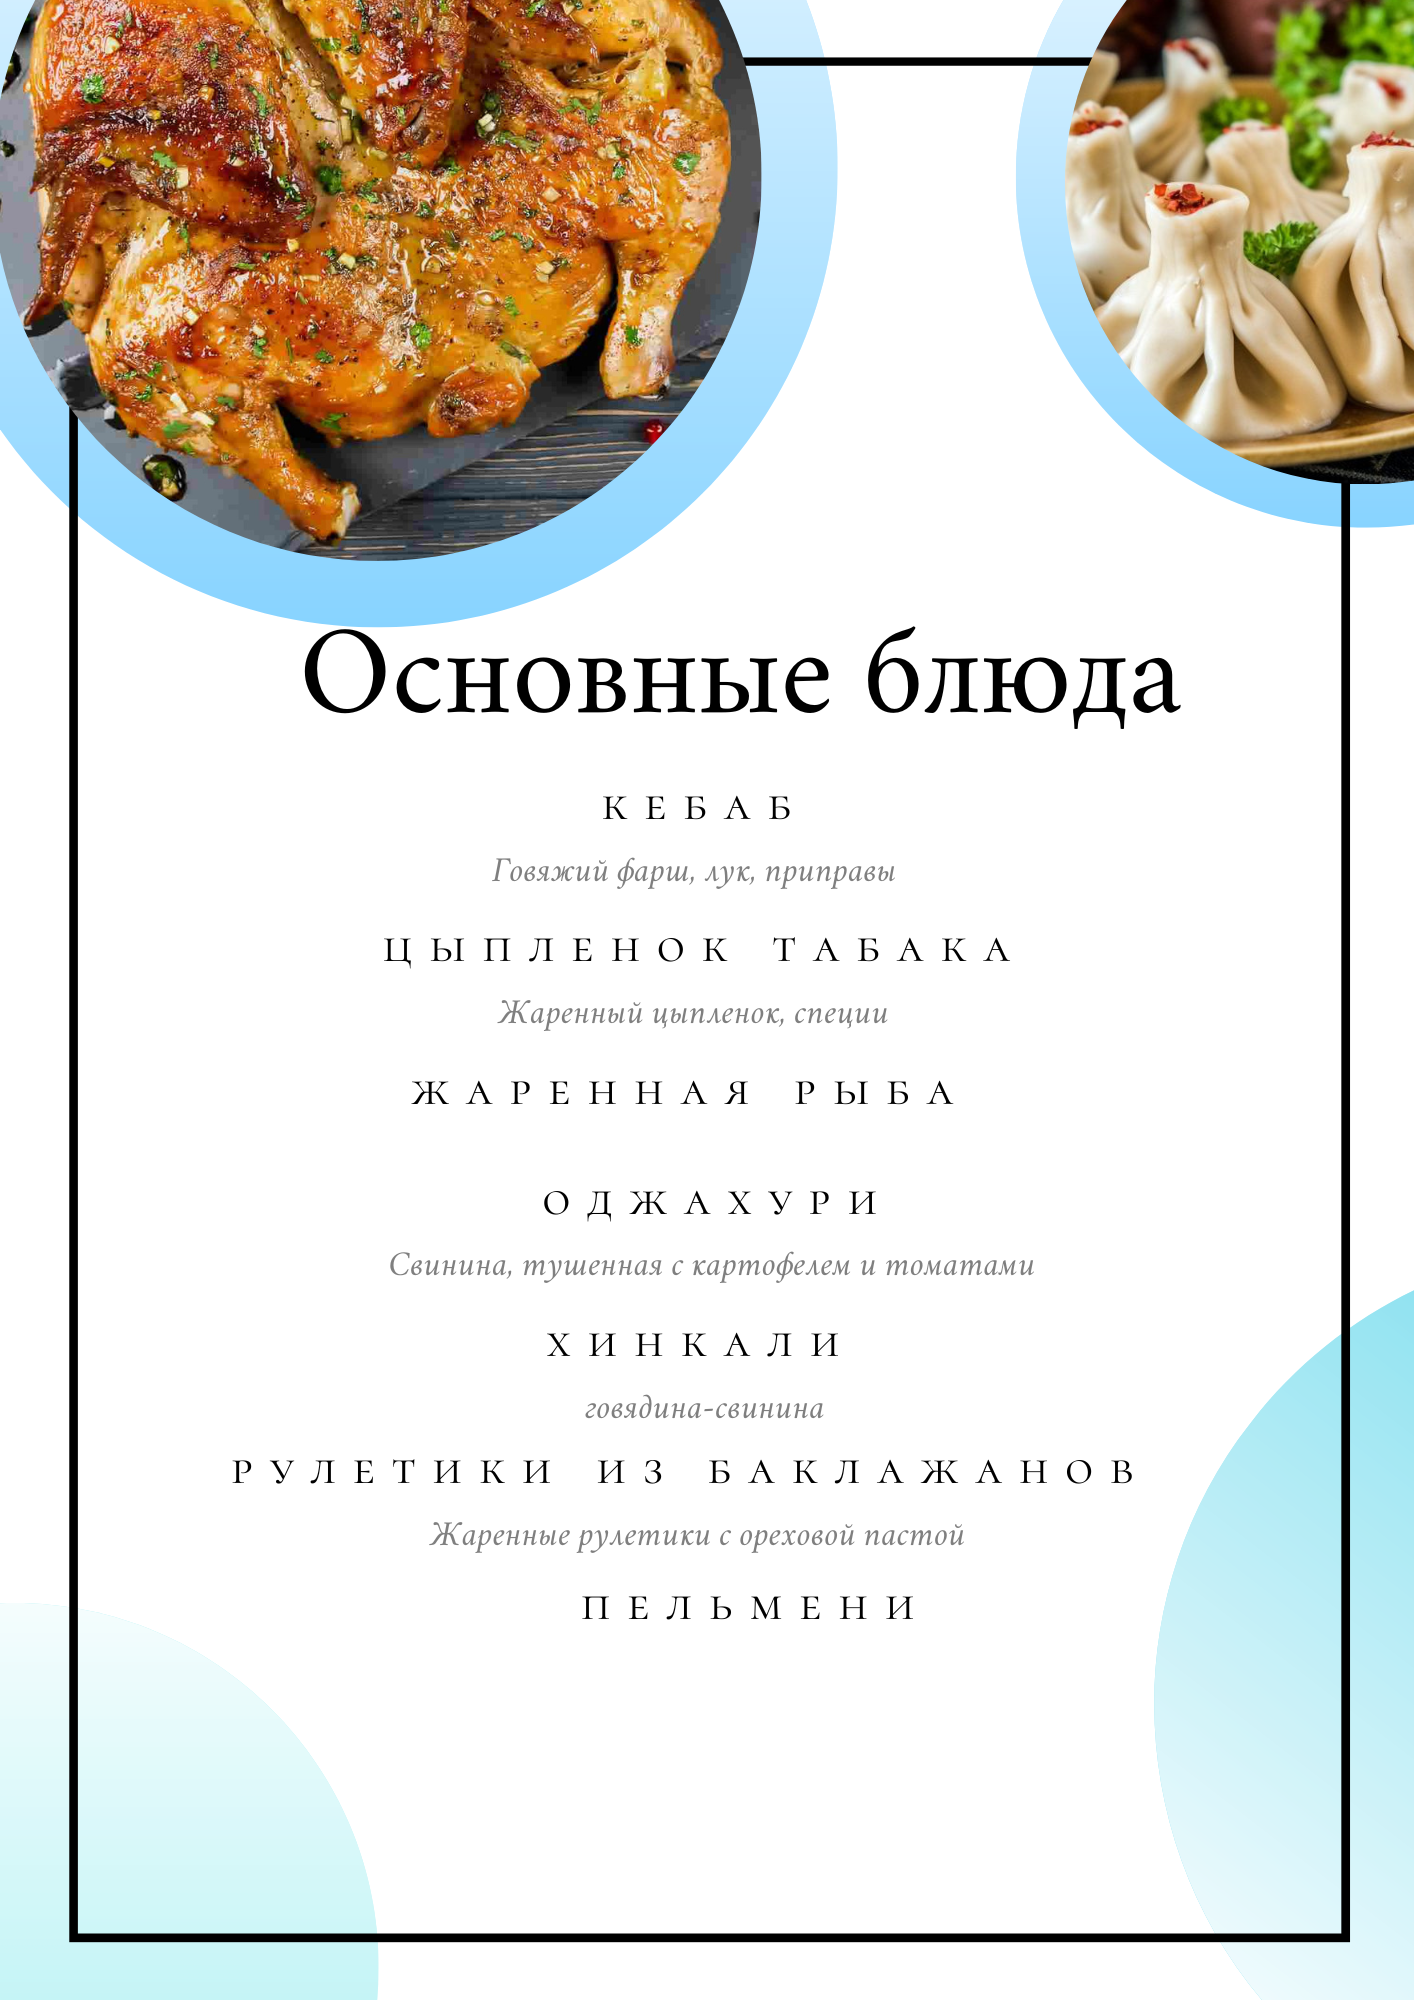 Основные блюда
КЕБАБ
Говяжий фарш, лук, приправы
ЦЫПЛЕНОК ТАБАКА
Жаренный цыпленок, специи
ЖАРЕННАЯ РЫБА
ОДЖАХУРИ
Свинина, тушенная с картофелем и томатами
ХИНКАЛИ
говядина-свинина
РУЛЕТИКИ ИЗ БАКЛАЖАНОВ
Жаренные рулетики с ореховой пастой
ПЕЛЬМЕНИ